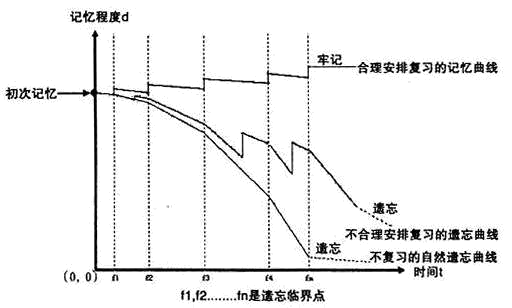 记忆程度d
牢记
合理安排复习的记忆曲线
初次记忆
遗忘
不合理安排复习的遗忘曲线
遗忘
不复习的自然遗忘曲线
(0, 0)
f1
f2
f3
f4
fn
时间t
f1,f2........fn是遗忘临界点